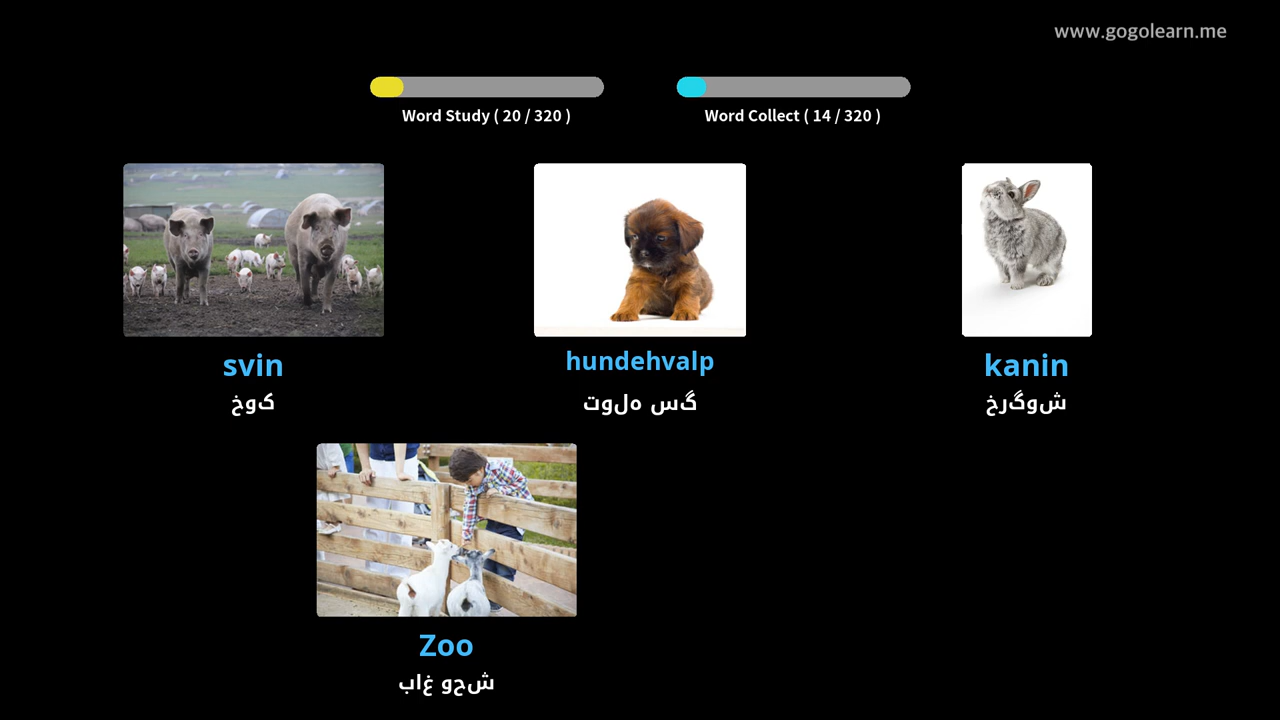 www.gogolearn.me
Word Study ( 20 / 320 )
Word Collect ( 14 / 320 )
svin
کوخ
hundehvalp
گس هلوت
kanin
شوگرخ
Zoo
شحو غاب